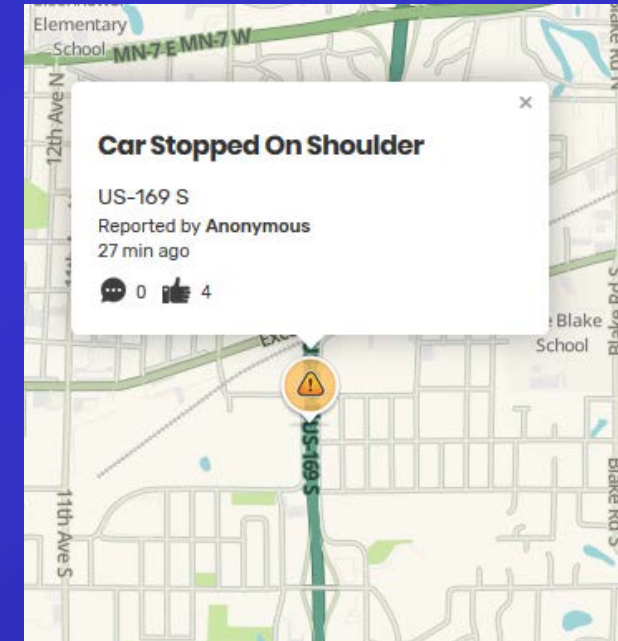 Elementary
School
MN-7 E MN-7 W
12th Ave N
×
Car Stopped On Shoulder
US-169 S
Reported by Anonymous
27 min ago
0 4
Blake
School
US-169 S
11th Ave S
Blake Rd S